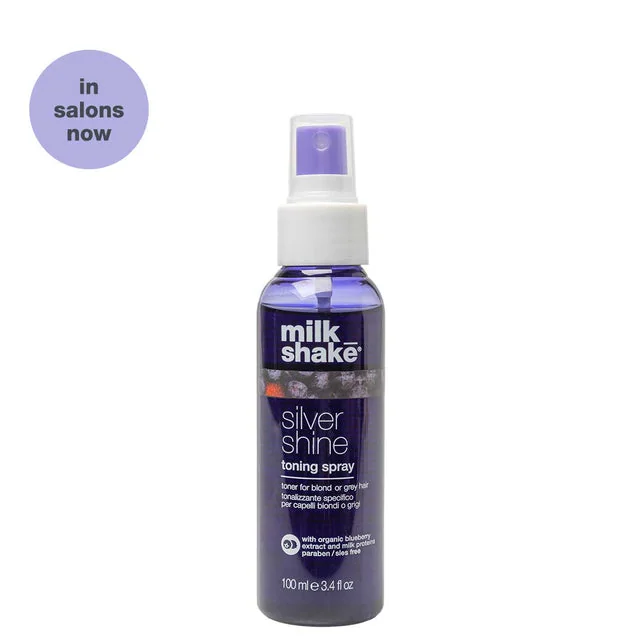 in
salons
now
milk
shake®
silver
shine
toning spray
toner for blond or grey hair
tonalizzante specifico
per capelli biondi o grigi
with organic blueberry
extract and milk proteins
paraben / sles free
100 ml e 3.4 fl oz